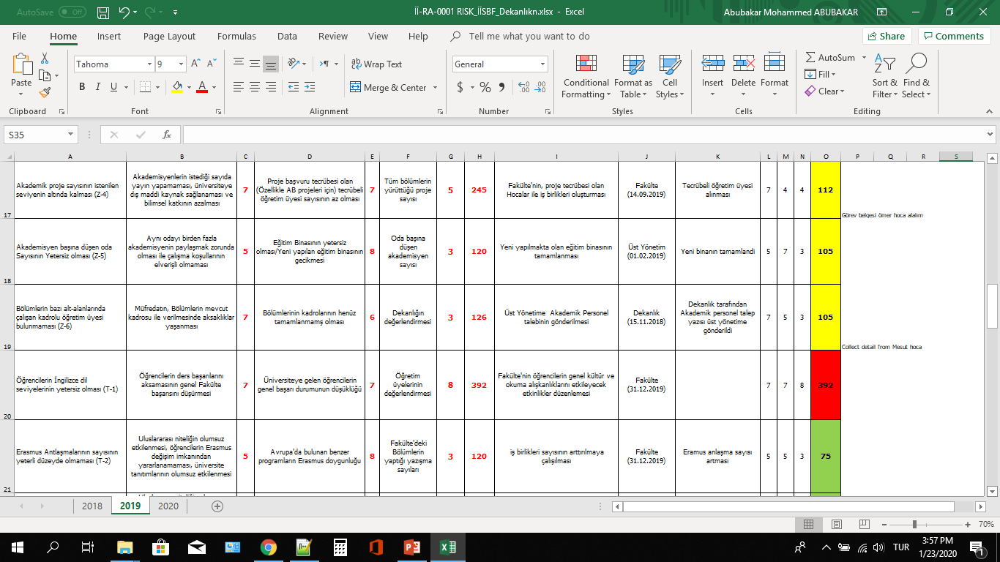 AutoSave Off
İİ-RA-0001 RISK_İİSBF_Dekanlıkn.xlsx - Excel
Abubakar Mohammed ABUBAKAR
File Home Insert Page Layout Formulas Data Review View Help Tell me what you want to do
Share Comments
Paste
Clipboard
Tahoma 9
B I U
Font
Wrap Text
Merge & Center
Alignment
General
$ % ,
Number
Conditional
Formatting
Format as
Table
Cell
Styles
Styles
Insert Delete Format
Cells
AutoSum
Fill
Clear
Sort &
Filter
Find &
Select
Editing
S35
fx
A B C D E F G H I J K L M N O P Q R S
17
Akademik proje sayısının istenilen
seviyenin altında kalması (Z-4)
Akademisyenlerin istediği sayıda
yayın yapamaması, üniversiteye
dış maddi kaynak sağlanaması ve
bilimsel katkının azalması
7
Proje başvuru tecrübesi olan
(Özellikle AB projeleri için) tecrübeli
öğretim üyesi sayısının az olması
7
Tüm bölümlerin
yürüttüğü proje
sayısı
5
245
Fakülte'nin, proje tecrübesi olan
Hocalar ile iş birlikleri oluşturması
Fakülte
(14.09.2019)
Tecrübeli öğretim üyesi
alınması
7 4 4 112
Görev belgesi ömer hoca alalım
18
Akademisyen başına düşen oda
Sayısının Yetersiz olması (Z-5)
Aynı odayı birden fazla
akademisyenin paylaşmak zorunda
olması ile çalışma koşullarının
elverişli olmaması
5
Eğitim Binasının yetersiz
olması/Yeni yapılan eğitim binasının
gecikmesi
8
Oda başına
düşen
akademisyen
sayısı
3
120
Yeni yapılmakta olan eğitim binasının
tamamlanması
Üst Yönetim
(01.02.2019)
Yeni binanın tamamlandi
5 7 3 105
19
Bölümlerin bazı alt-alanlarında
çalışan kadrolu öğretim üyesi
bulunmaması (Z-6)
Müfredatın, Bölümlerin mevcut
kadrosu ile verilmesinde aksaklıklar
yaşanması
7
Bölümlerinin kadrolarının henüz
tamamlanmamş olması
6
Dekanlığın
değerlendirmesi
3
126
Üst Yönetime Akademik Personel
talebinin gönderilmesi
Dekanlık
(15.11.2018)
Dekanlık tarafından
Akademik personel talep
yazısı üst yönetime
gönderildi
7 5 3 105
Collect detail from Mesut hoca
20
Öğrencilerin İngilizce dil
seviyelerinin yetersiz olması (T-1)
Öğrencilerin ders başarılarını
aksamasının genel Fakülte
başarısını düşürmesi
7
Üniversiteye gelen öğrencilerin
genel başarı durumunun düşüklüğü
7
Öğretim
üyelerinin
değerlendirmesi
8
392
Fakülte'nin öğrencilerin genel kültür ve
okuma alışkanlıklarını etkileyecek
etkinlikler düzenlemesi
Fakülte
(31.12.2019)
7 7 8 392
21
Erasmus Antlaşmalarının sayısının
yeterli düzeyde olmaması (T-2)
Uluslararası niteliğin olumsuz
etkilenmesi, öğrencilerin Erasmus
değişim imkanından
yararlanamaması, üniversite
tanıtımlarının olumsuz etkilenmesi
5
Avrupa'da bulunan benzer
programların Erasmus doygunluğu
8
Fakülte'deki
Bölümlerin
yaptığı yazışma
sayıları
3
120
iş birlikleri sayısının arttırılmaya
çalışılması
Fakülte
(31.12.2019)
Eramus anlaşma sayısı
artması
5 5 3 75
2018 2019 2020
70%
TUR
3:57 PM
1/23/2020
1